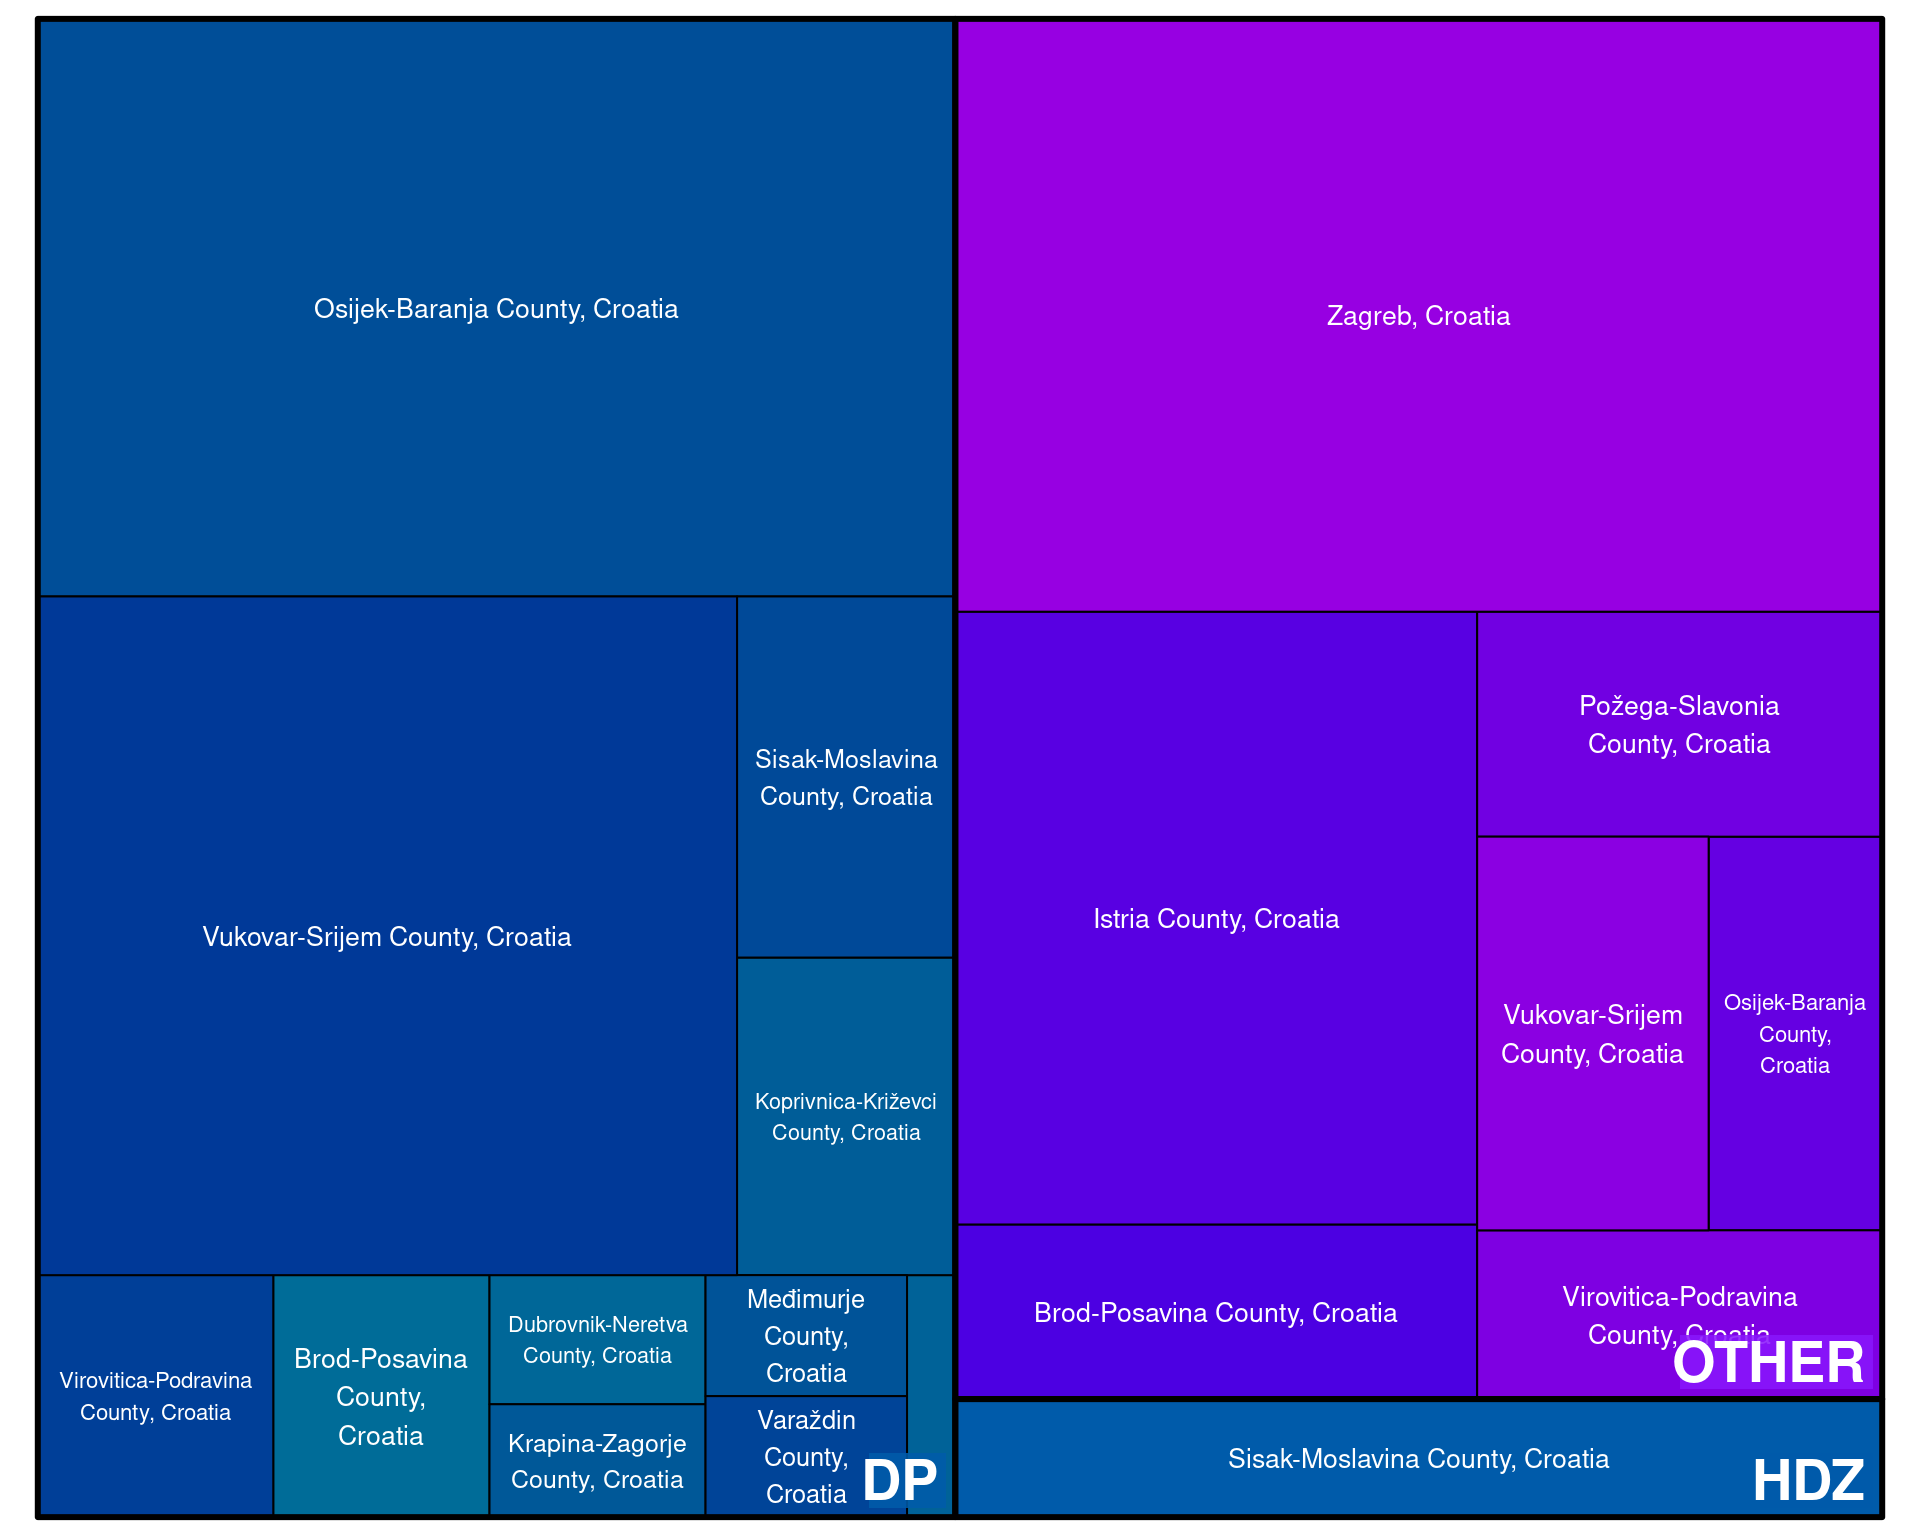 Osijek-Baranja County, Croatia
Vukovar-Srijem County, Croatia
Sisak-Moslavina
County, Croatia
Koprivnica-Križevci
County, Croatia
Virovitica-Podravina
County, Croatia
Brod-Posavina
County,
Croatia
Dubrovnik-Neretva
County, Croatia
Krapina-Zagorje
County, Croatia
Međimurje
County,
Croatia
Varaždin
County,
Croatia
DP
Zagreb, Croatia
Istria County, Croatia
Požega-Slavonia
County, Croatia
Vukovar-Srijem
County, Croatia
Osijek-Baranja
County,
Croatia
Brod-Posavina County, Croatia
Virovitica-Podravina
County, Croatia
OTHER
Sisak-Moslavina County, Croatia
HDZ